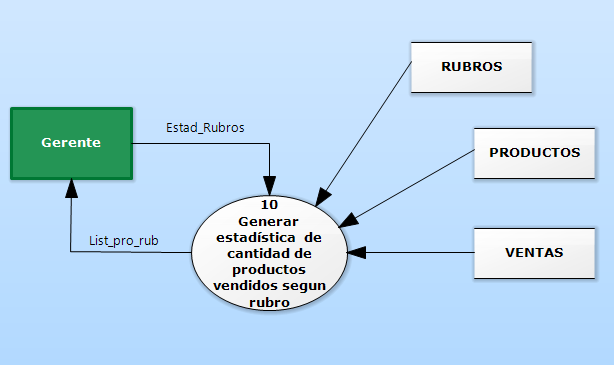 RUBROS
Gerente
Estad_Rubros
PRODUCTOS
List_pro_rub
10
Generar
estadística de
cantidad de
productos
vendidos segun
rubro
VENTAS